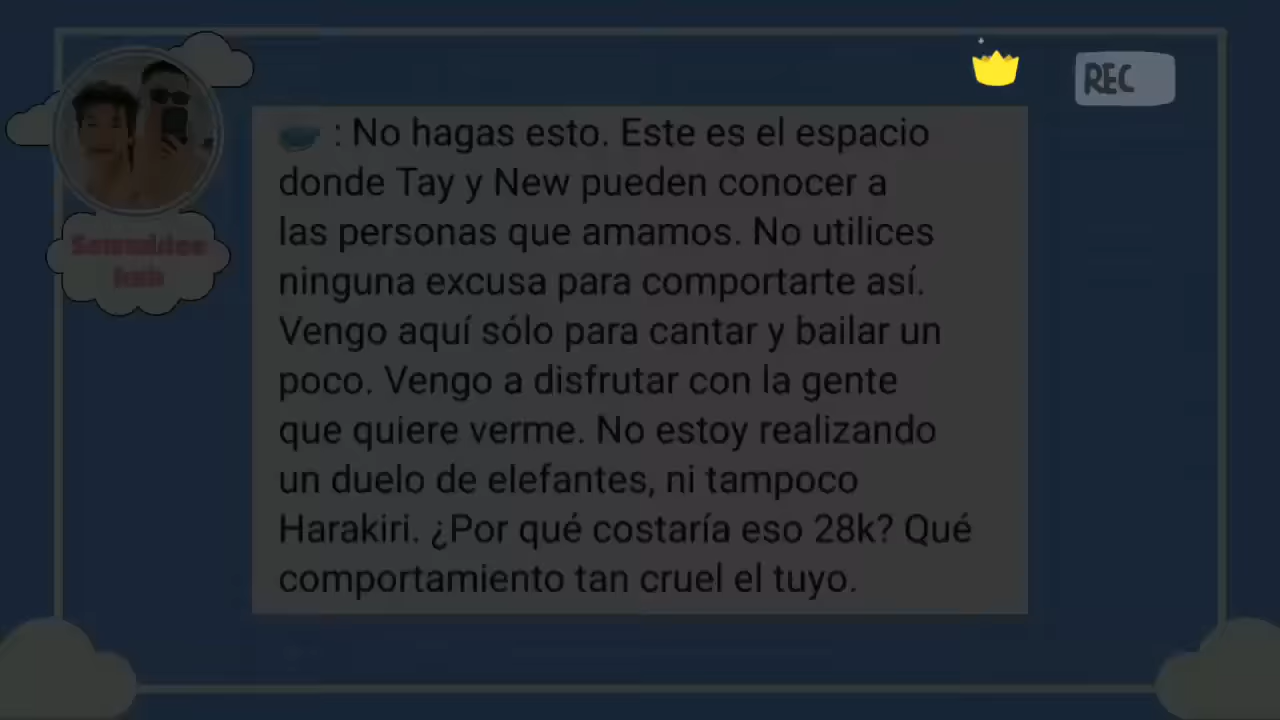 REC
: No hagas esto. Este es el espacio
donde Tay y New pueden conocer a
las personas que amamos. No utilices
ninguna excusa para comportarte así.
Vengo aquí sólo para cantar y bailar un
poco. Vengo a disfrutar con la gente
que quiere verme. No estoy realizando
un duelo de elefantes, ni tampoco
Harakiri. ¿Por qué costaría eso 28k? Qué
comportamiento tan cruel el tuyo.